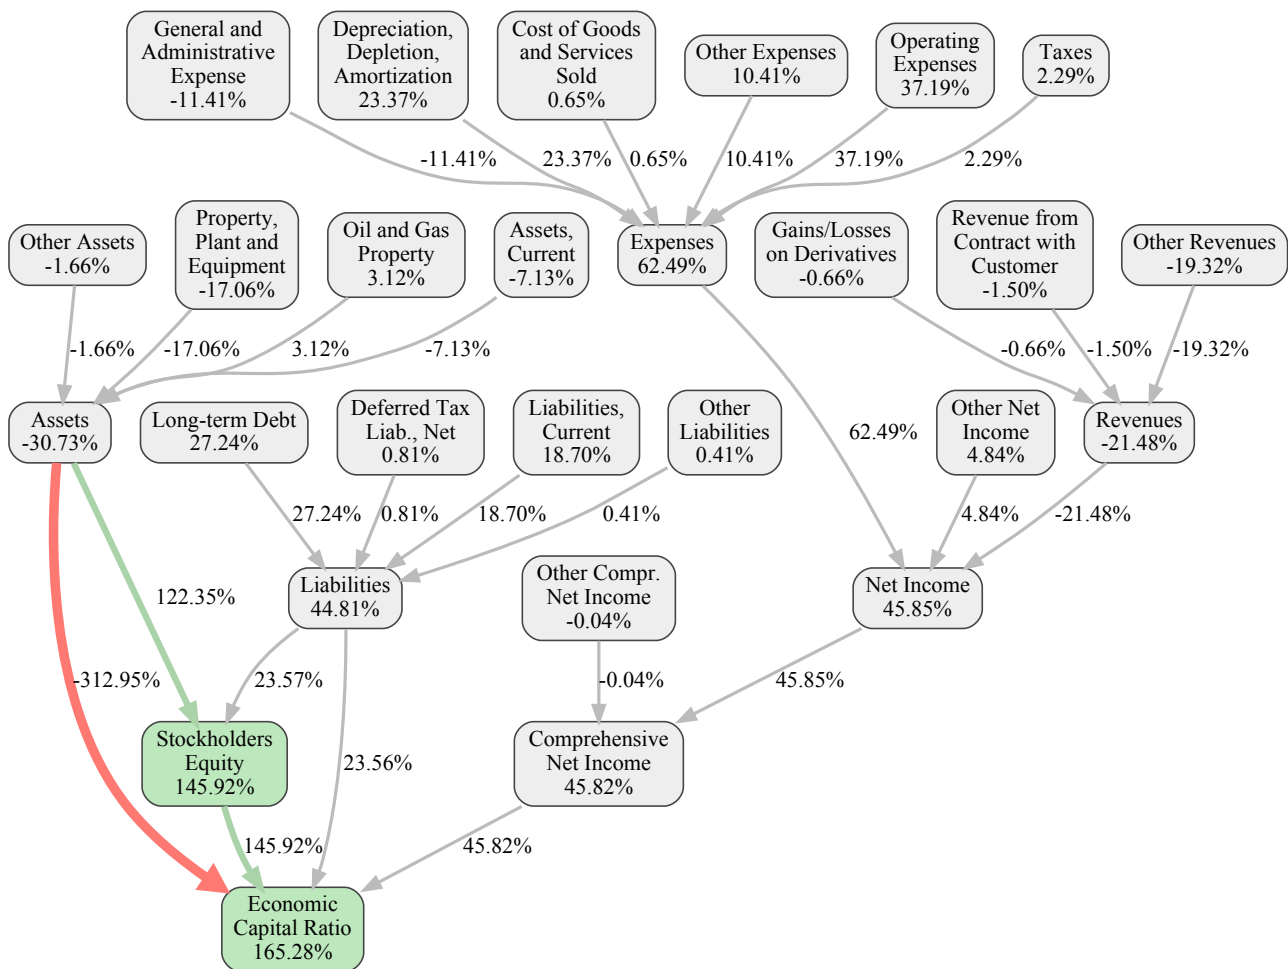 General and
Administrative
Expense
-11.41%
Depreciation,
Depletion,
Amortization
23.37%
Cost of Goods
and Services
Sold
0.65%
Other Expenses
10.41%
Operating
Expenses
37.19%
Taxes
2.29%
-11.41%
23.37%
0.65%
10.41%
37.19%
2.29%
Other Assets
-1.66%
Property,
Plant and
Equipment
-17.06%
Oil and Gas
Property
3.12%
Assets,
Current
-7.13%
Expenses
62.49%
Gains/Losses
on Derivatives
-0.66%
Revenue from
Contract with
Customer
-1.50%
Other Revenues
-19.32%
-1.66%
-17.06%
3.12%
-7.13%
-0.66%
-1.50%
-19.32%
Assets
-30.73%
Long-term Debt
27.24%
Deferred Tax
Liab., Net
0.81%
Liabilities,
Current
18.70%
Other
Liabilities
0.41%
62.49%
Other Net
Income
4.84%
Revenues
-21.48%
27.24%
0.81%
18.70%
0.41%
4.84%
-21.48%
122.35%
Liabilities
44.81%
Other Compr.
Net Income
-0.04%
Net Income
45.85%
-312.95%
23.57%
-0.04%
45.85%
Stockholders
Equity
145.92%
23.56%
Comprehensive
Net Income
45.82%
145.92%
45.82%
Economic
Capital Ratio
165.28%